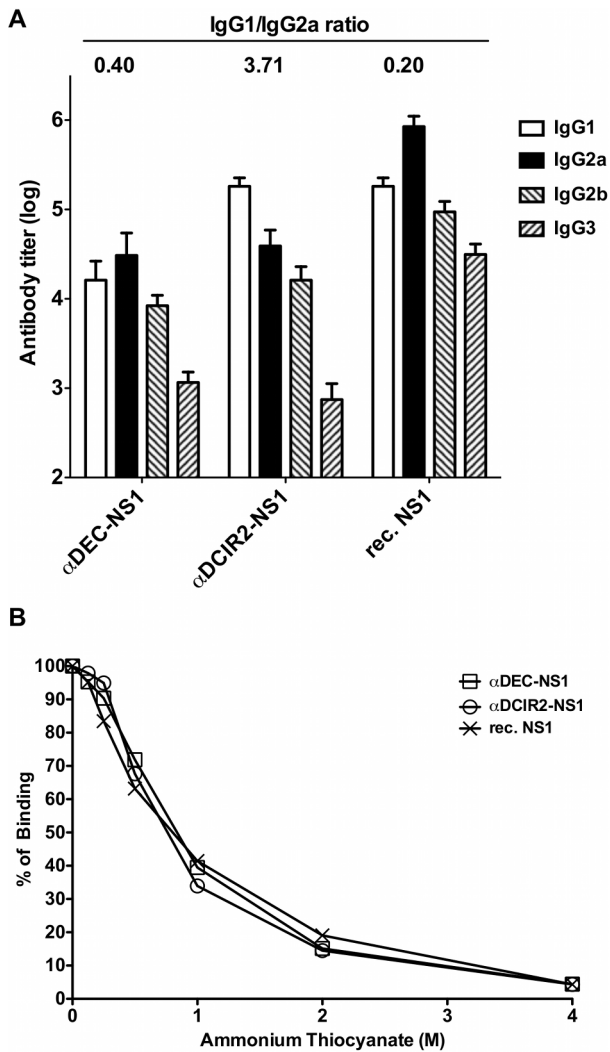 A
IgG1/IgG2a ratio
0.40 3.71 0.20
IgG1
IgG2a
IgG2b
IgG3
Antibody titer (log)
6
5
4
3
2
αDEC-NS1
αDCIR2-NS1
rec. NS1
B
αDEC-NS1
αDCIR2-NS1
rec. NS1
% of Binding
100
90
80
70
60
50
40
30
20
10
0
0 1 2 3 4
Ammonium Thiocyanate (M)